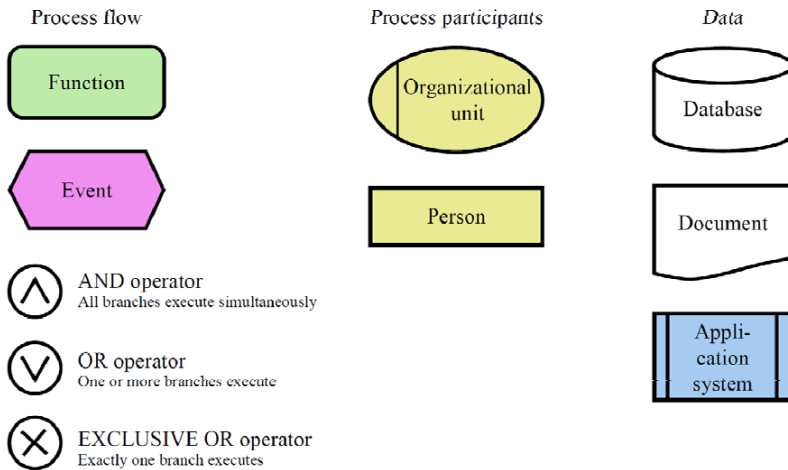 Process flow
Function
Event
AND operator
All branches execute simultaneously
OR operator
One or more branches execute
EXCLUSIVE OR operator
Exactly one branch executes
Process participants
Organizational
unit
Person
Data
Database
Document
Appli-
cation
system